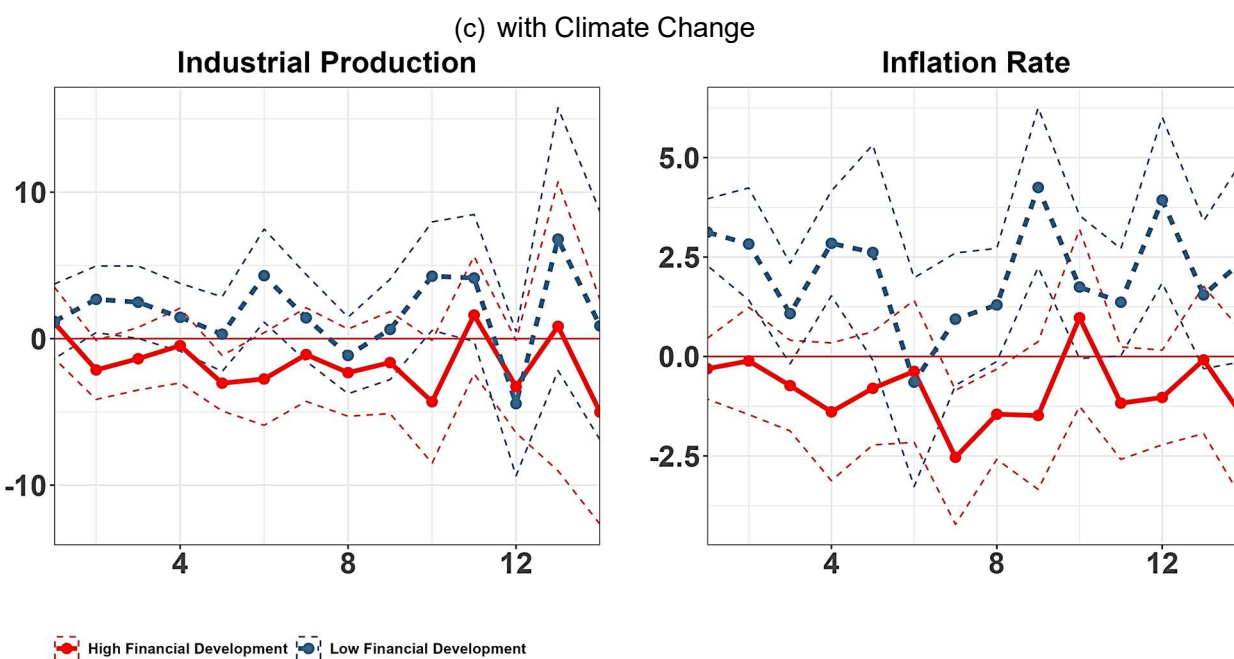 (c) with Climate Change
Industrial Production
Inflation Rate
10
0
-10
4
8
12
5.0
2.5
0.0
-2.5
4
8
12
High Financial Development
Low Financial Development